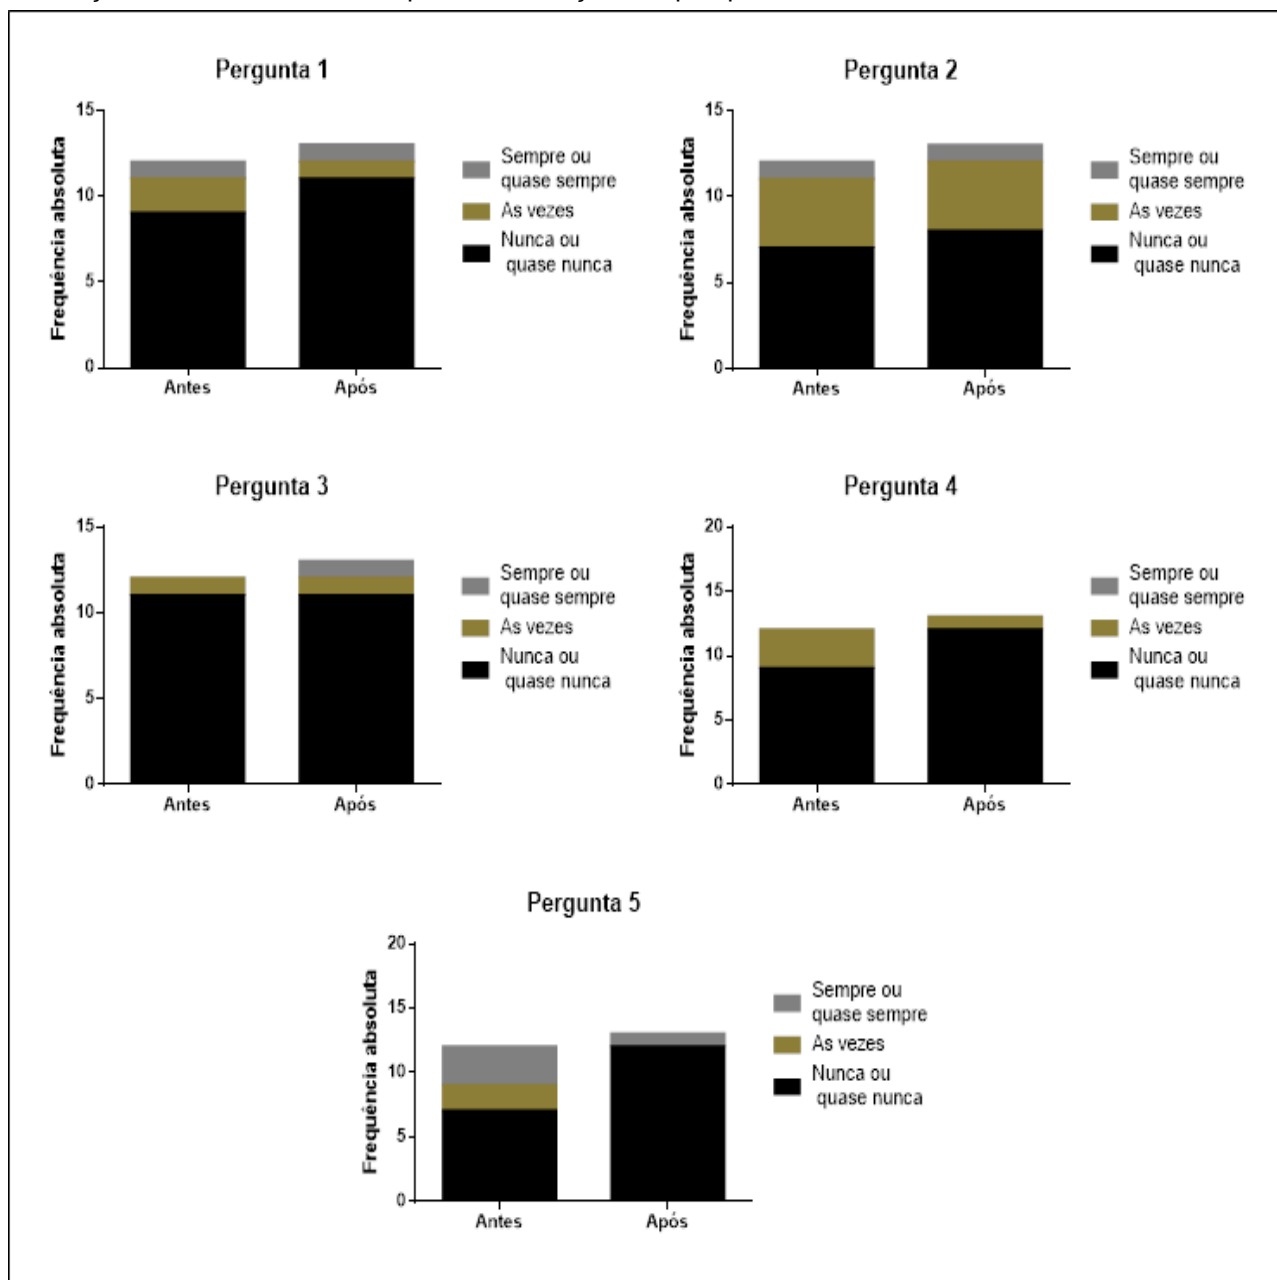 Pergunta 1
15
10
5
0
Frequência absoluta
Antes
Após
Sempre ou
quase sempre
As vezes
Nunca ou
quase nunca
Pergunta 2
15
10
5
0
Frequência absoluta
Antes
Após
Sempre ou
quase sempre
As vezes
Nunca ou
quase nunca
Pergunta 3
15
10
5
0
Frequência absoluta
Antes
Após
Sempre ou
quase sempre
As vezes
Nunca ou
quase nunca
Pergunta 4
20
15
10
5
0
Frequência absoluta
Antes
Após
Sempre ou
quase sempre
As vezes
Nunca ou
quase nunca
Pergunta 5
20
15
10
5
0
Frequência absoluta
Antes
Após
Sempre ou
quase sempre
As vezes
Nunca ou
quase nunca